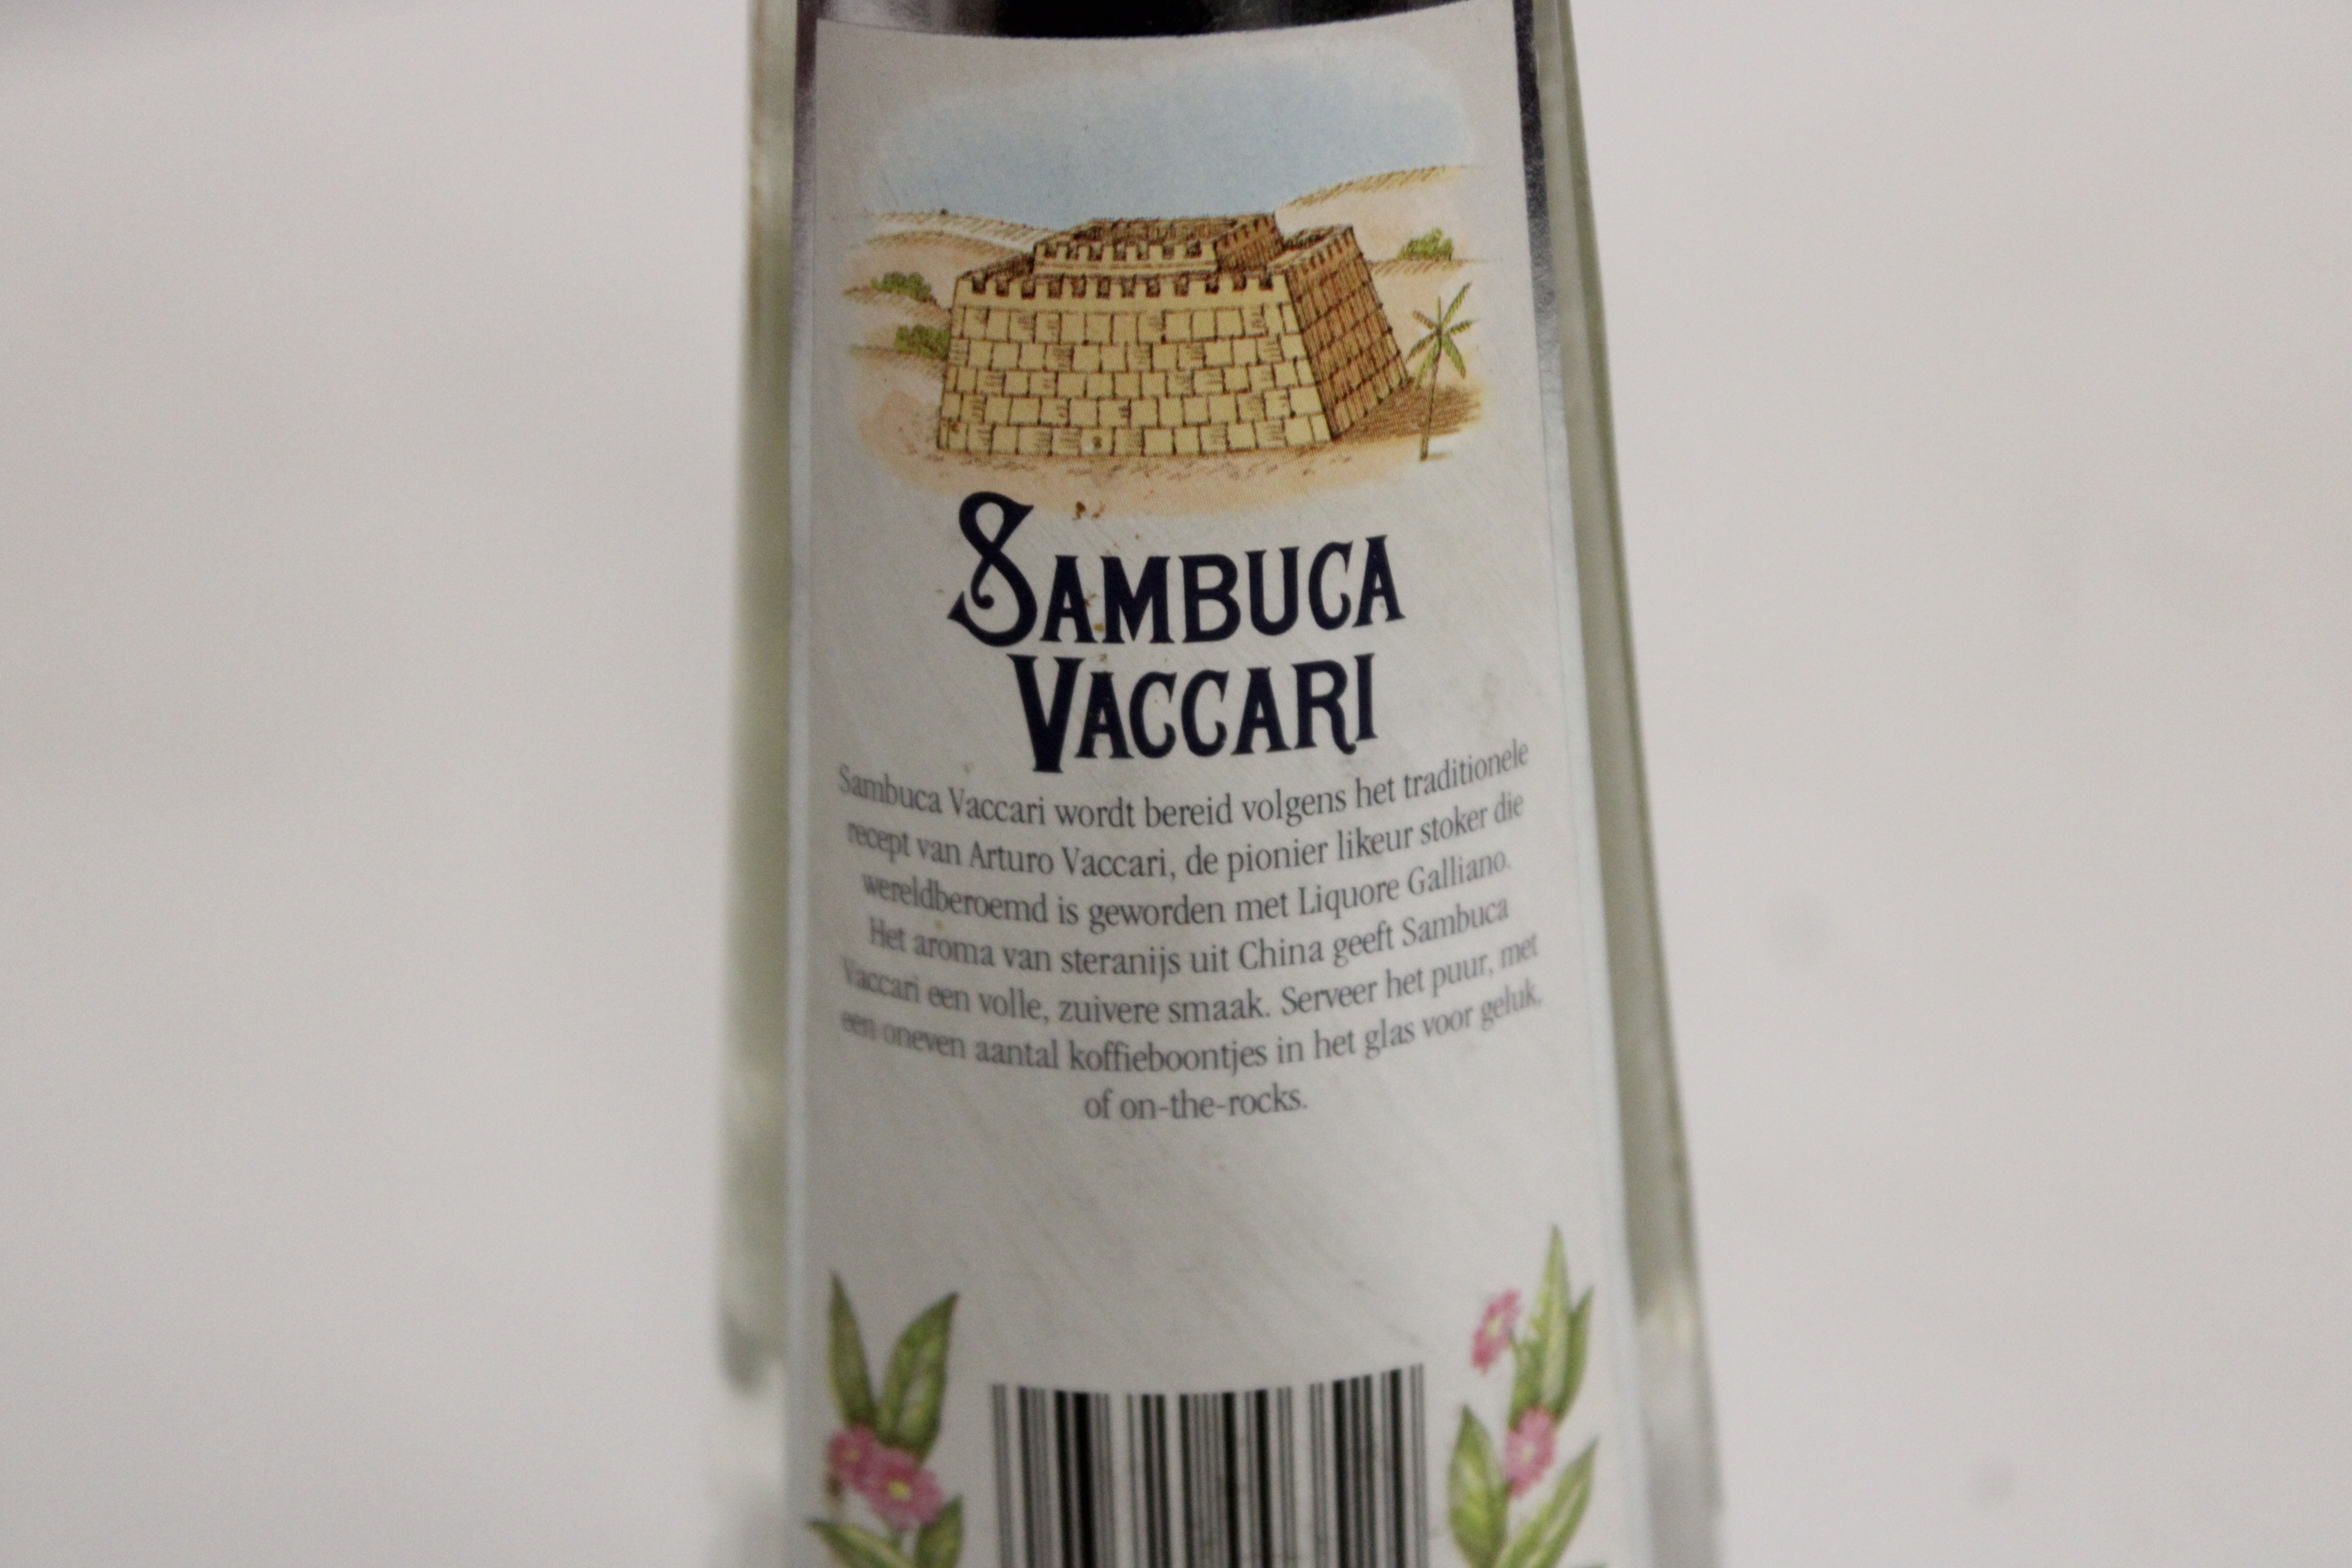 SAMBUCA
VACCARI
Sambuca Vaccari wordt bereid volgens het traditionele
recept van Arturo Vaccari, de pionier likeur stoker die
wereldberoemd is geworden met Liquore Galliano.
Het aroma van steranijs uit China geeft Sambuca
Vaccari een volle, zuivere smaak. Serveer het puur, met
een oneven aantal koffieboontjes in het glas voor geluk,
of on-the-rocks.